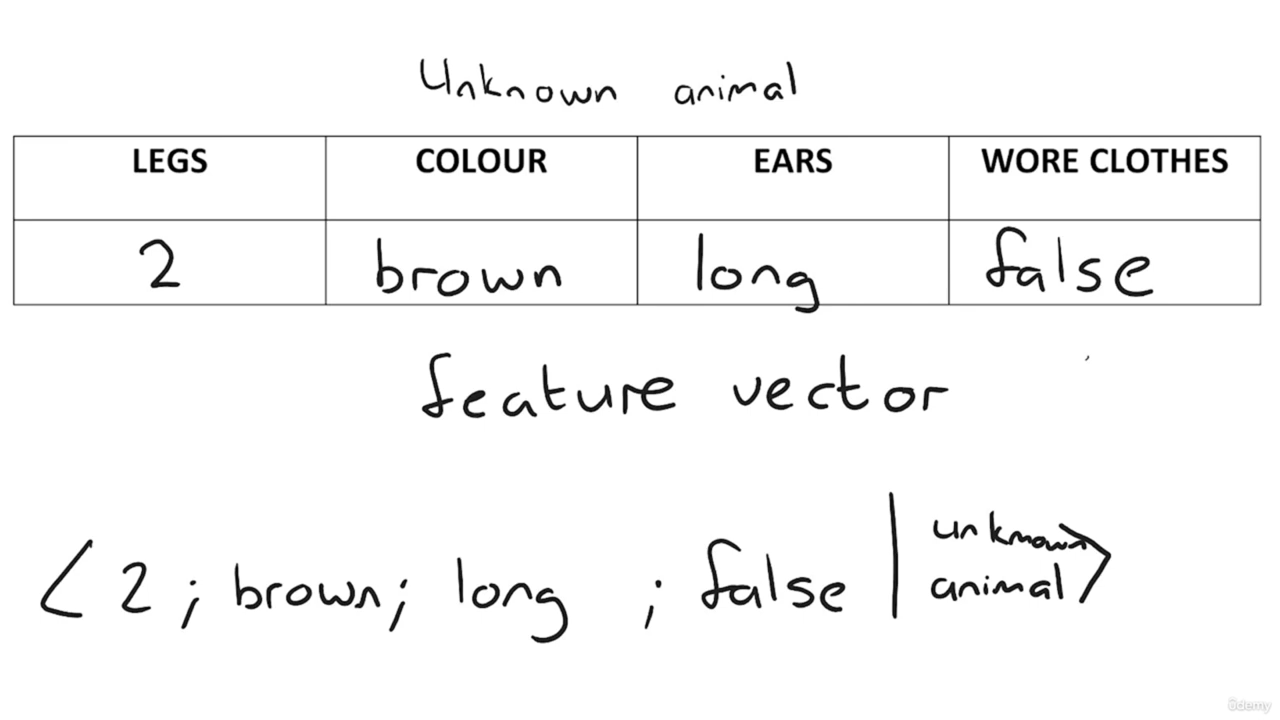 Unknown animal
LEGS COLOUR EARS WORE CLOTHES
2 brown long false
feature vector
< 2 ; brown ; long ; false | unknown animal >
ûdemy